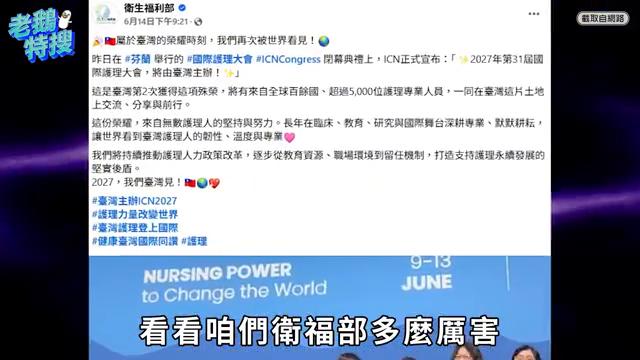 老鵝特搜
截取自網路
衛生福利部
6月14日下午9:21
🎉🇹🇼屬於臺灣的榮耀時刻，我們再次被世界看見！🌏
昨日在 #芬蘭 舉行的 #國際護理大會 #ICNCongress 閉幕典禮上，ICN正式宣布：「✨2027年第31屆國
際護理大會，將由臺灣主辦！✨」
這是臺灣第2次獲得這項殊榮，將有來自全球百餘國、超過5,000位護理專業人員，一同在臺灣這片土地
上交流、分享與前行。
這份榮耀，來自無數護理人的堅持與努力。長年在臨床、教育、研究與國際舞台深耕專業、默默耕耘，
讓世界看到臺灣護理人的韌性、溫度與專業🩷
我們將持續推動護理人力政策改革，逐步從教育資源、職場環境到留任機制，打造支持護理永續發展的
堅實後盾。
2027，我們臺灣見！🇹🇼🌏💖
#臺灣主辦ICN2027
#護理力量改變世界
#臺灣護理登上國際
#健康臺灣國際同讚 #護理
NURSING POWER
to Change the World
9-13
JUNE
看看咱們衛福部多麼厲害